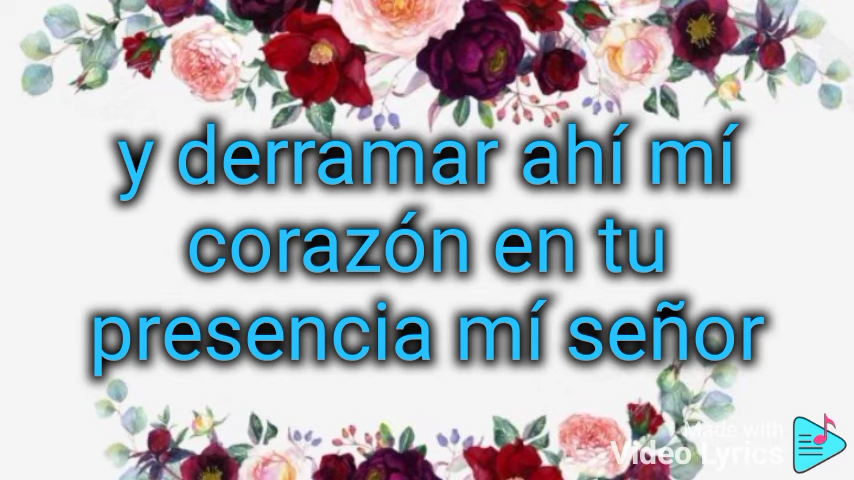 y derramar ahí mí
corazón en tu
presencia mí señor
Made with
Video Lyrics